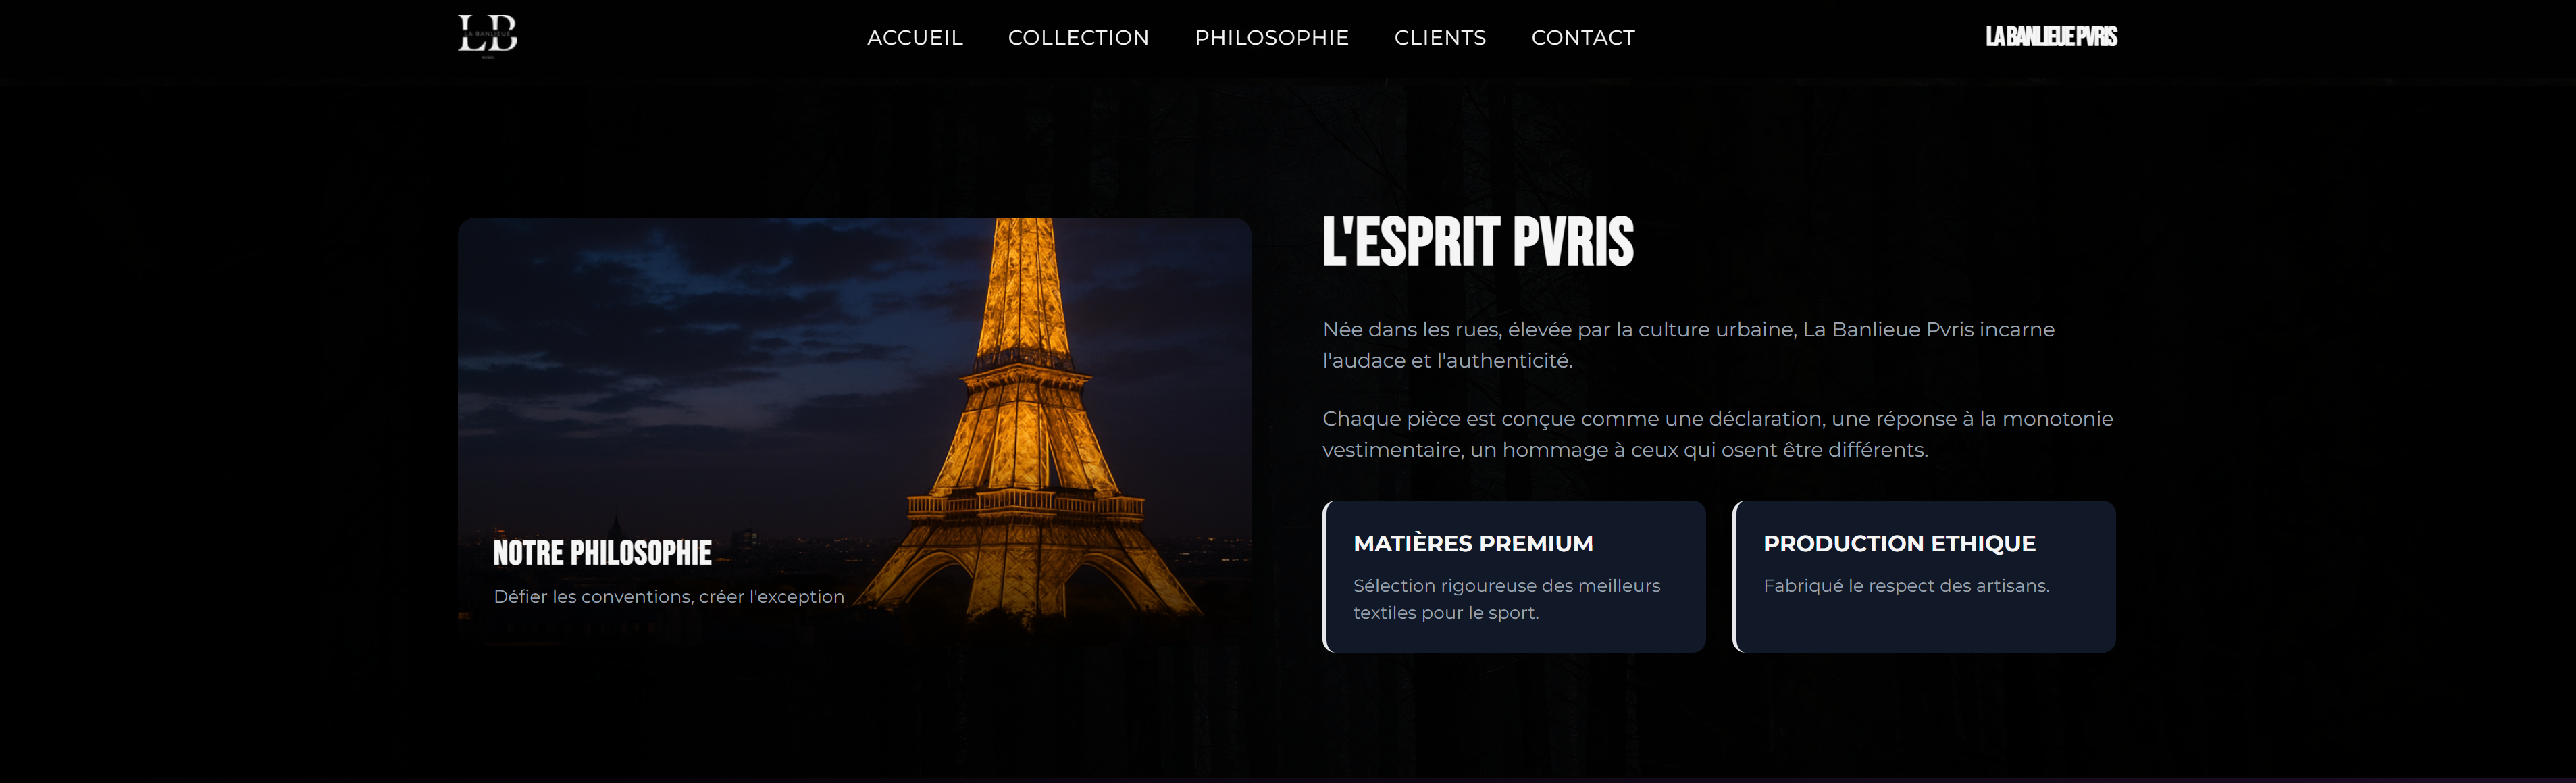 LB
LA BANLIEUE
PVRIS
ACCUEIL
COLLECTION
PHILOSOPHIE
CLIENTS
CONTACT
LA BANLIEUE PVRIS
NOTRE PHILOSOPHIE
Défier les conventions, créer l'exception
L'ESPRIT PVRIS
Née dans les rues, élevée par la culture urbaine, La Banlieue Pvris incarne
l'audace et l'authenticité.
Chaque pièce est conçue comme une déclaration, une réponse à la monotonie
vestimentaire, un hommage à ceux qui osent être différents.
MATIÈRES PREMIUM
Sélection rigoureuse des meilleurs
textiles pour le sport.
PRODUCTION ETHIQUE
Fabriqué le respect des artisans.